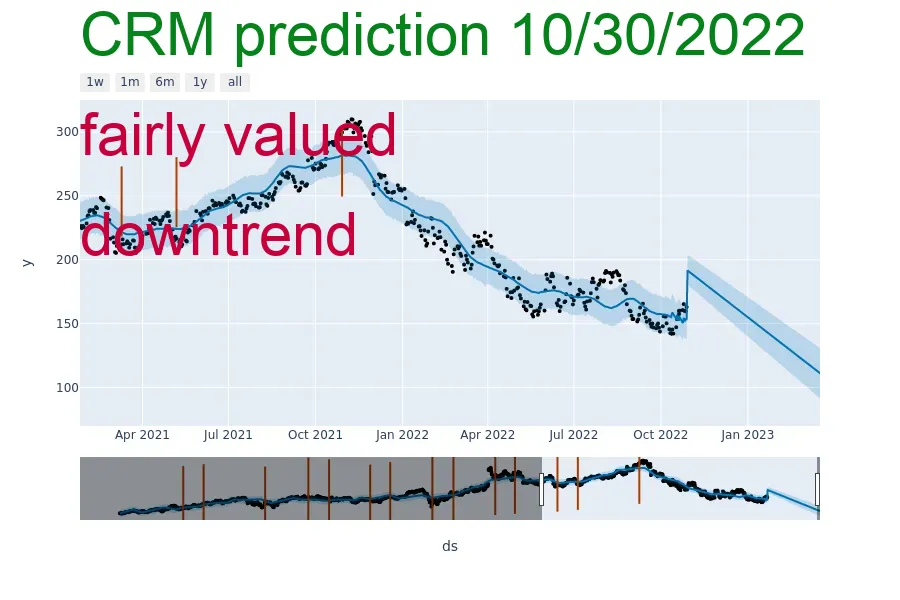 CRM prediction 10/30/2022
1w 1m 6m 1y all
fairly valued
downtrend
300
250
200
150
100
y
Apr 2021 Jul 2021 Oct 2021 Jan 2022 Apr 2022 Jul 2022 Oct 2022 Jan 2023
ds